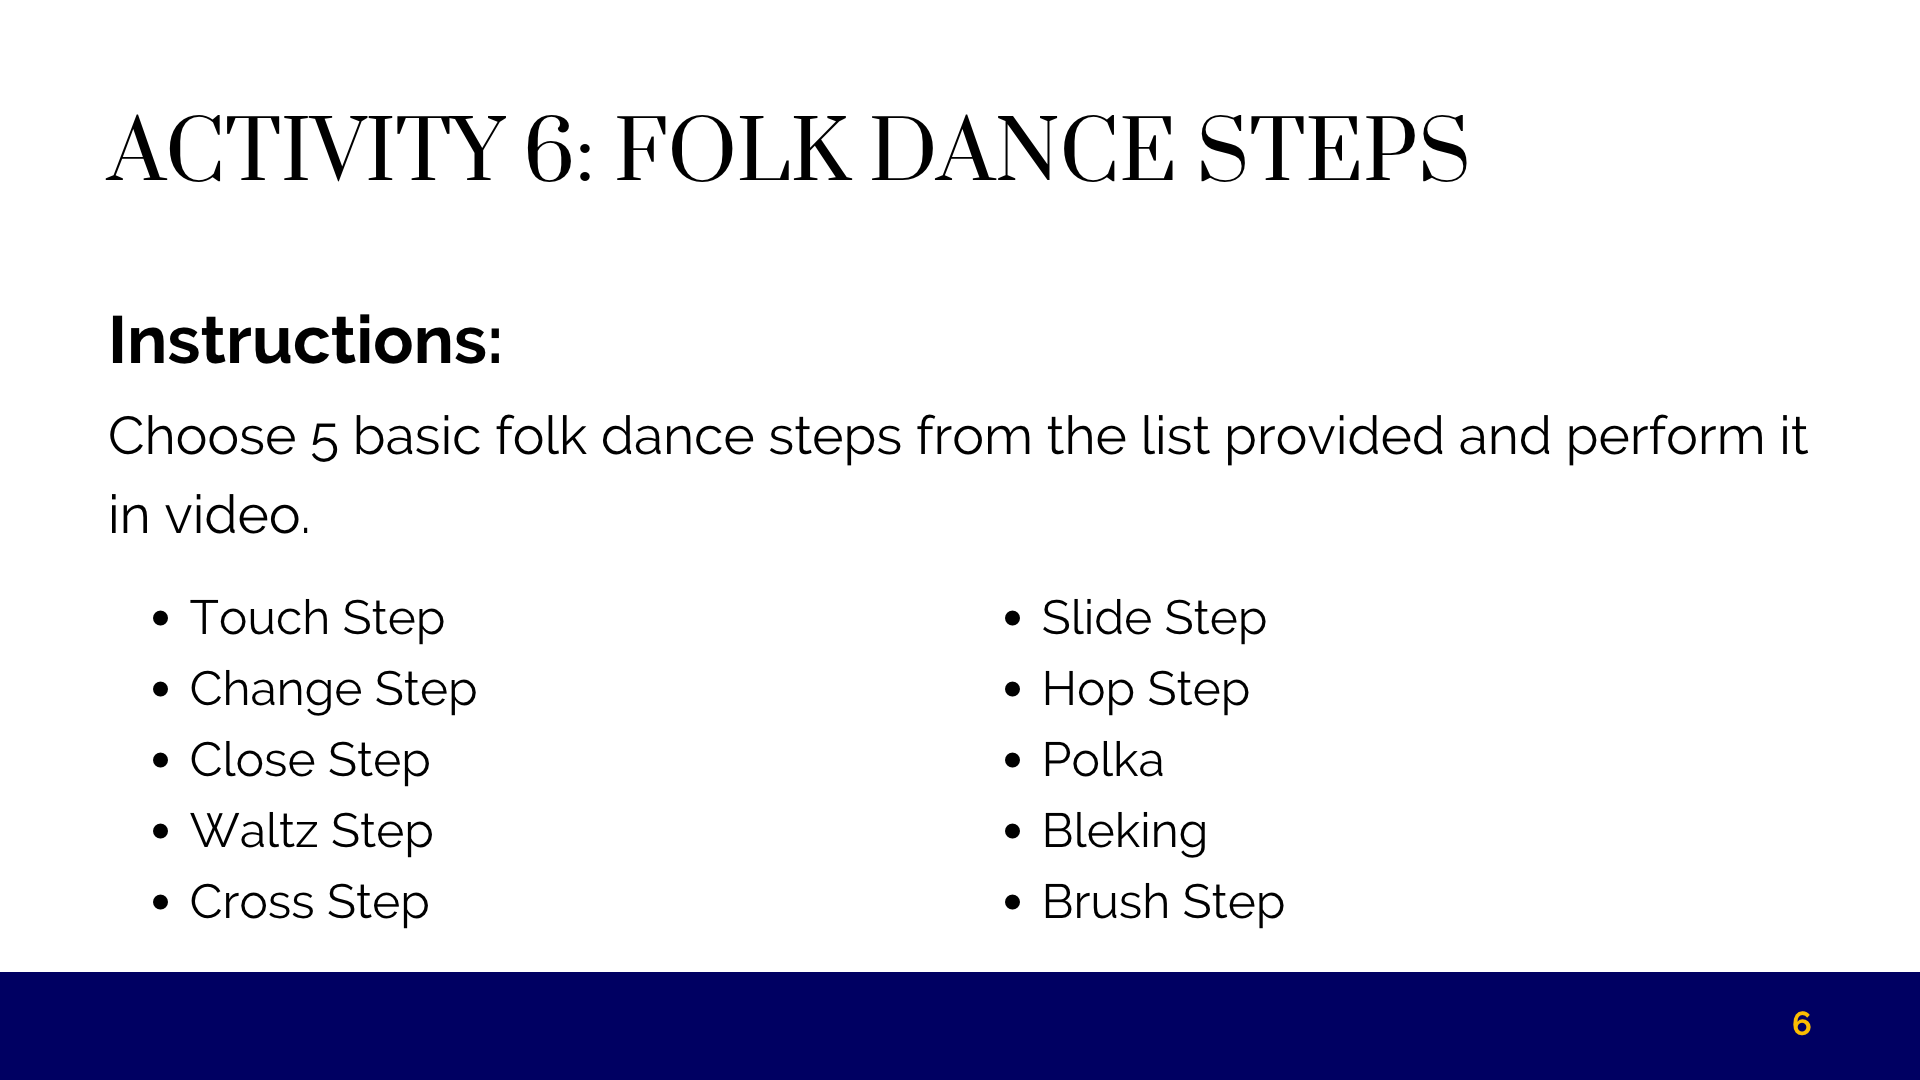 ACTIVITY 6: FOLK DANCE STEPS
Instructions:
Choose 5 basic folk dance steps from the list provided and perform it
in video.
• Touch Step
• Change Step
• Close Step
• Waltz Step
• Cross Step
• Slide Step
• Hop Step
• Polka
• Bleking
• Brush Step
6